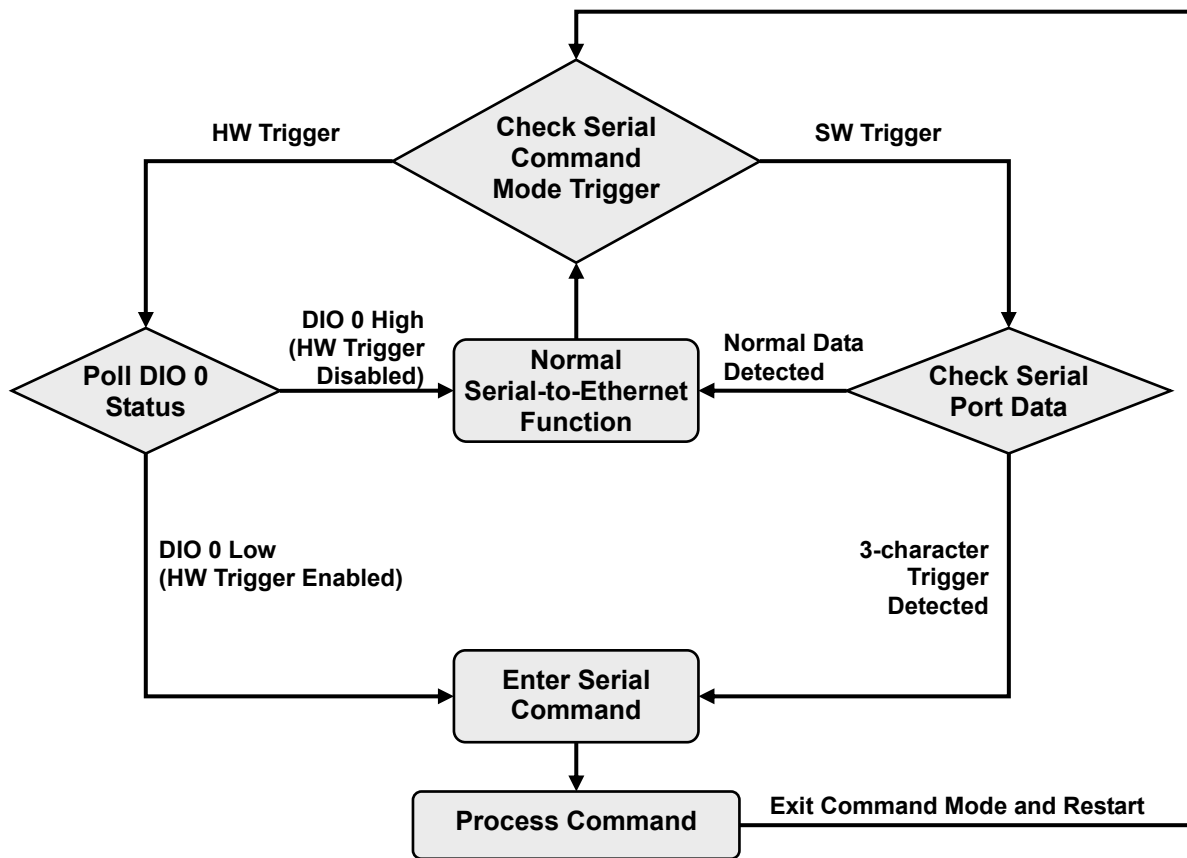 HW Trigger
Check Serial
Command
Mode Trigger
SW Trigger
Poll DIO 0
Status
DIO 0 High
(HW Trigger
Disabled)
Normal
Serial-to-Ethernet
Function
Normal Data
Detected
Check Serial
Port Data
DIO 0 Low
(HW Trigger Enabled)
3-character
Trigger
Detected
Enter Serial
Command
Process Command
Exit Command Mode and Restart